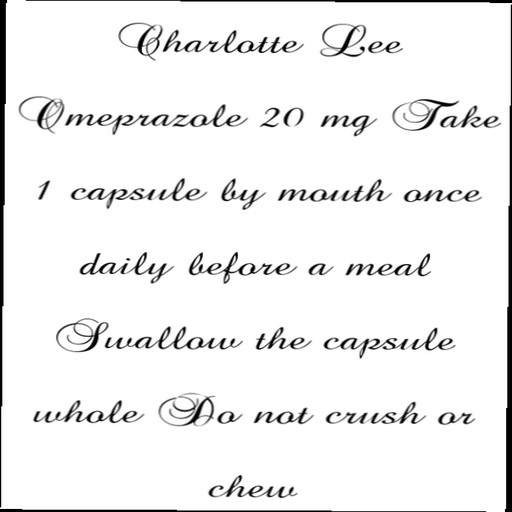 Charlotte Lee
Omeprazole 20 mg Take
1 capsule by mouth once
daily before a meal
Swallow the capsule
whole Do not crush or
chew